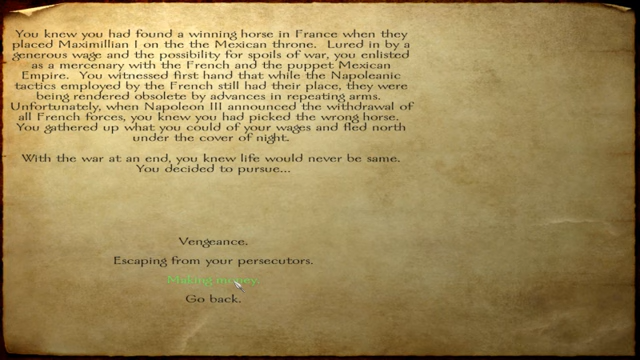 You knew you had found a winning horse in France when they
placed Maximillian I on the the Mexican throne. Lured in by a
generous wage and the possibility for spoils of war, you enlisted
as a mercenary with the French and the puppet Mexican
Empire. You witnessed first hand that while the Napoleanic
tactics employed by the French still had their place, they were
being rendered obsolete by advances in repeating arms.
Unfortunately, when Napoleon III announced the withdrawal of
all French forces, you knew you had picked the wrong horse.
You gathered up what you could of your wages and fled north
under the cover of night.
With the war at an end, you knew life would never be same.
You decided to pursue...
Vengeance.
Escaping from your persecutors.
Making money.
Go back.